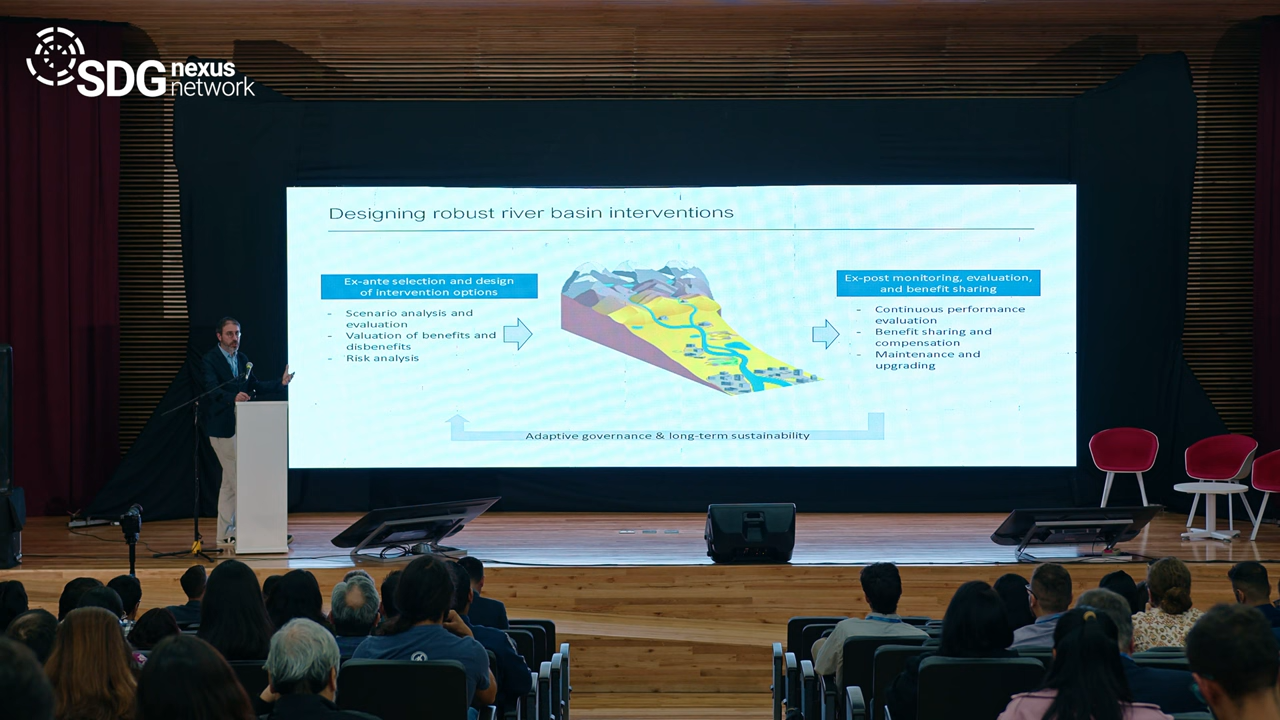 SDG nexus
network
Designing robust river basin interventions
Ex-ante selection and design
of intervention options
- Scenario analysis and
evaluation
- Valuation of benefits and
disbenefits
- Risk analysis
Ex-post monitoring, evaluation,
and benefit sharing
- Continuous performance
evaluation
- Benefit sharing and
compensation
- Maintenance and
upgrading
Adaptive governance & long-term sustainability